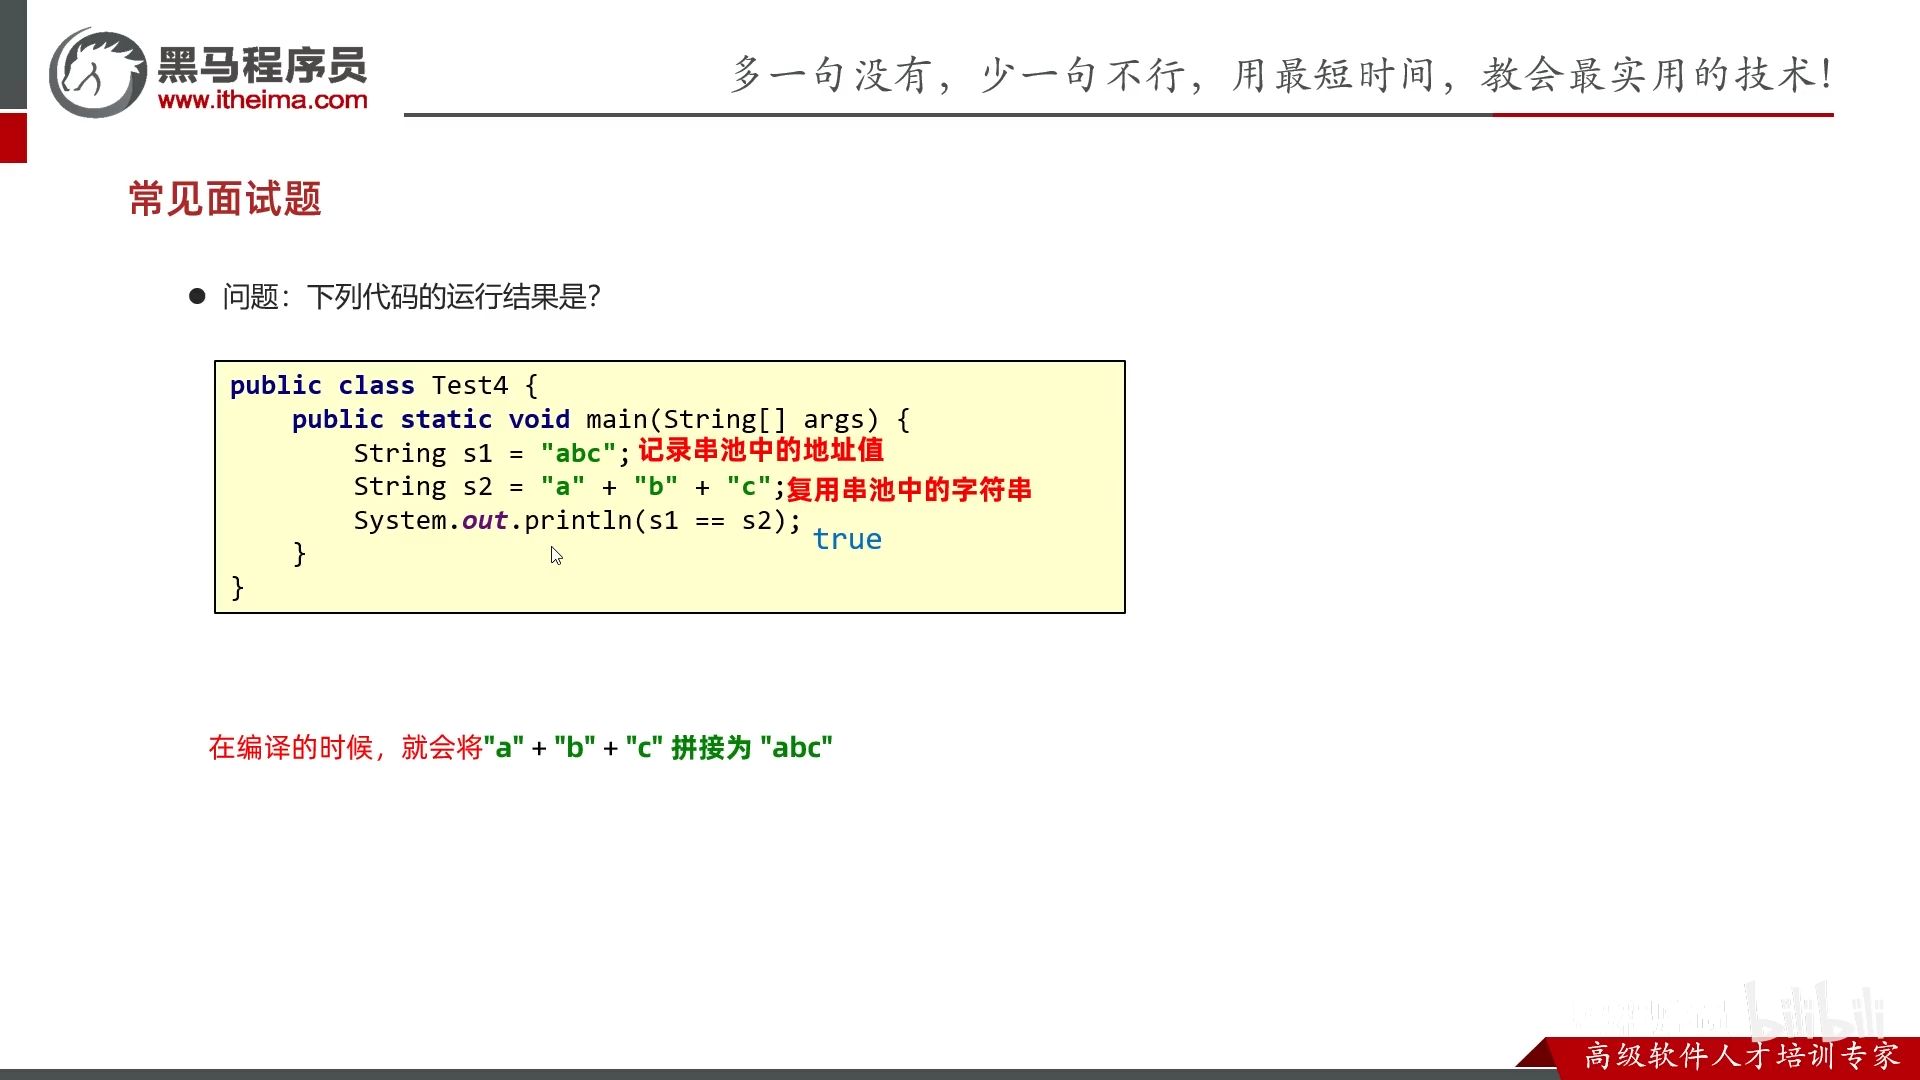 黑马程序员
www.itheima.com
多一句没有，少一句不行，用最短时间，教会最实用的技术！
常见面试题
● 问题：下列代码的运行结果是？
public class Test4 {
public static void main(String[] args) {
String s1 = "abc"; 记录串池中的地址值
String s2 = "a" + "b" + "c";复用串池中的字符串
System.out.println(s1 == s2);
true
}
}
在编译的时候，就会将"a" + "b" + "c" 拼接为 "abc"
bilibili
高级软件人才培训专家